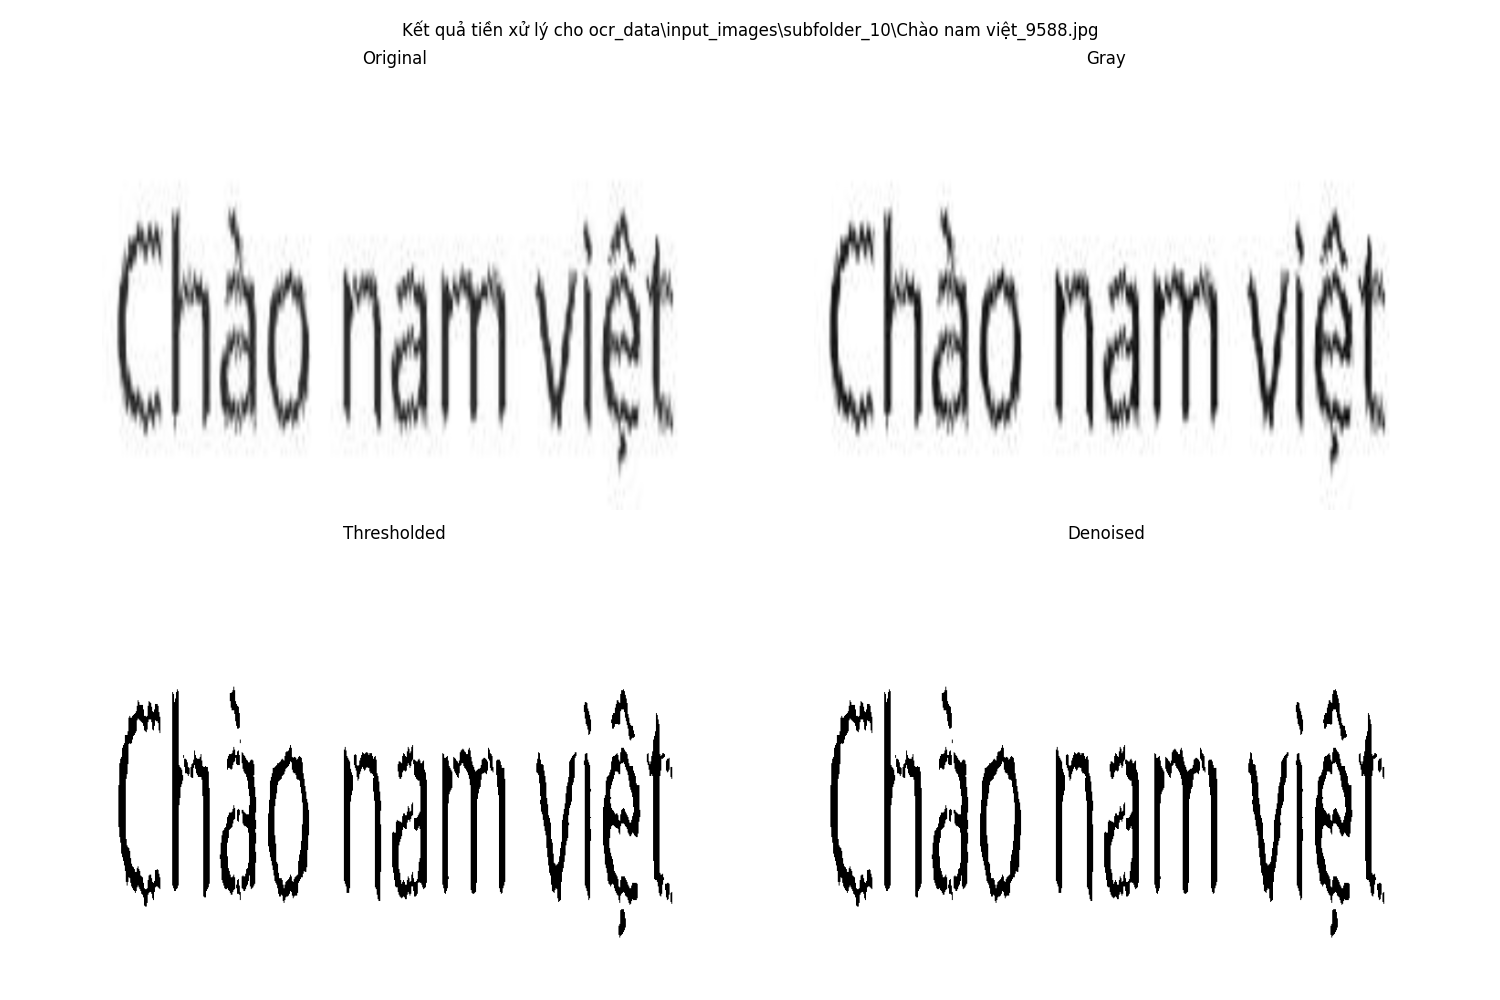 Kết quả tiền xử lý cho ocr_data\input_images\subfolder_10\Chào nam việt_9588.jpg
Original
Gray
Chào nam việt
Chào nam việt
Thresholded
Denoised
Chào nam việt
Chào nam việt